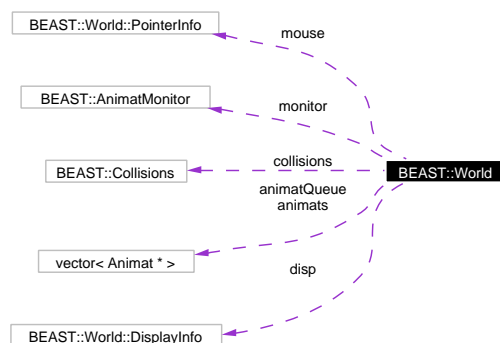 BEAST::World::PointerInfo
mouse
BEAST::AnimatMonitor
monitor
collisions
BEAST::Collisions
BEAST::World
animatQueue
animats
vector< Animat * >
disp
BEAST::World::DisplayInfo